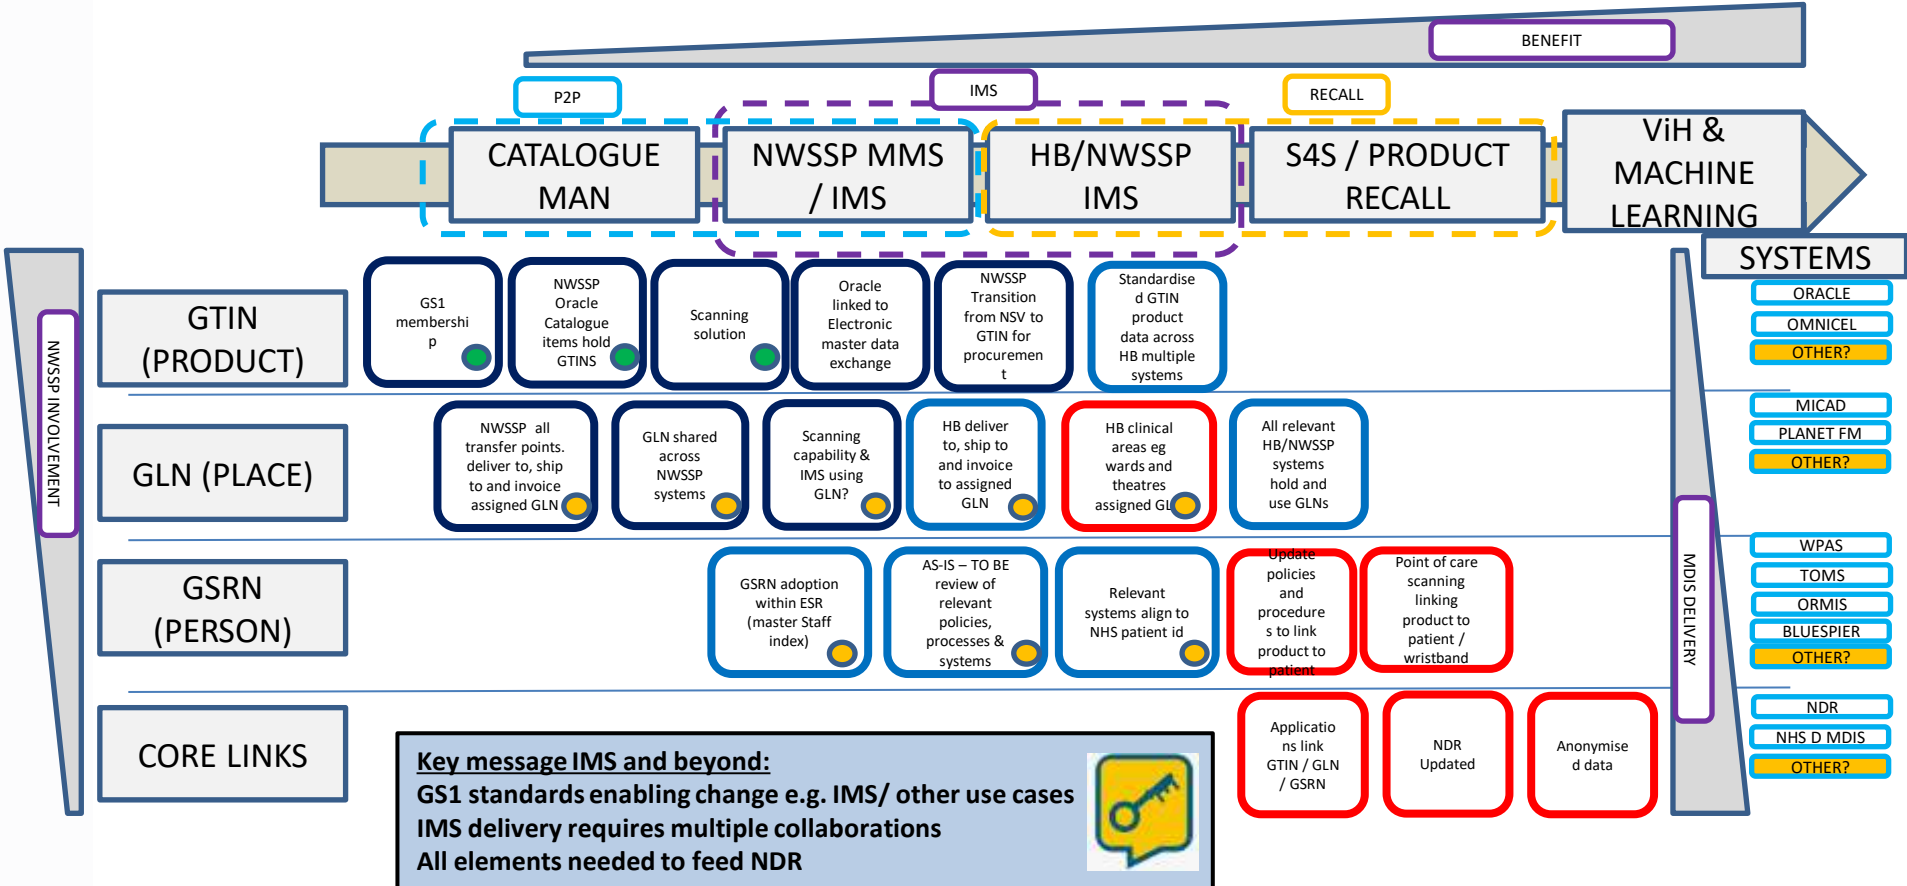 BENEFIT
P2P
IMS
RECALL
CATALOGUE
MAN
NWSSP MMS
/ IMS
HB/NWSSP
IMS
S4S / PRODUCT
RECALL
ViH &
MACHINE
LEARNING
SYSTEMS
NWSSP INVOLVEMENT
GTIN
(PRODUCT)
GS1
membershi
p
NWSSP
Oracle
Catalogue
items hold
GTINS
Scanning
solution
Oracle
linked to
Electronic
master data
exchange
NWSSP
Transition
from NSV to
GTIN for
procuremen
t
Standardise
d GTIN
product
data across
HB multiple
systems
ORACLE
OMNICEL
OTHER?
GLN (PLACE)
NWSSP all
transfer points.
deliver to, ship
to and invoice
assigned GLN
GLN shared
across
NWSSP
systems
Scanning
capability &
IMS using
GLN?
HB deliver
to, ship to
and invoice
to assigned
GLN
HB clinical
areas eg
wards and
theatres
assigned GL
All relevant
HB/NWSSP
systems
hold and
use GLNs
MICAD
PLANET FM
OTHER?
MDIS DELIVERY
GSRN
(PERSON)
GSRN adoption
within ESR
(master Staff
index)
AS-IS – TO BE
review of
relevant
policies,
processes &
systems
Relevant
systems align to
NHS patient id
Update
policies
and
procedure
s to link
product to
patient
Point of care
scanning
linking
product to
patient /
wristband
WPAS
TOMS
ORMIS
BLUESPIER
OTHER?
CORE LINKS
Applicatio
ns link
GTIN / GLN
/ GSRN
NDR
Updated
Anonymise
d data
NDR
NHS D MDIS
OTHER?
Key message IMS and beyond:
GS1 standards enabling change e.g. IMS/ other use cases
IMS delivery requires multiple collaborations
All elements needed to feed NDR